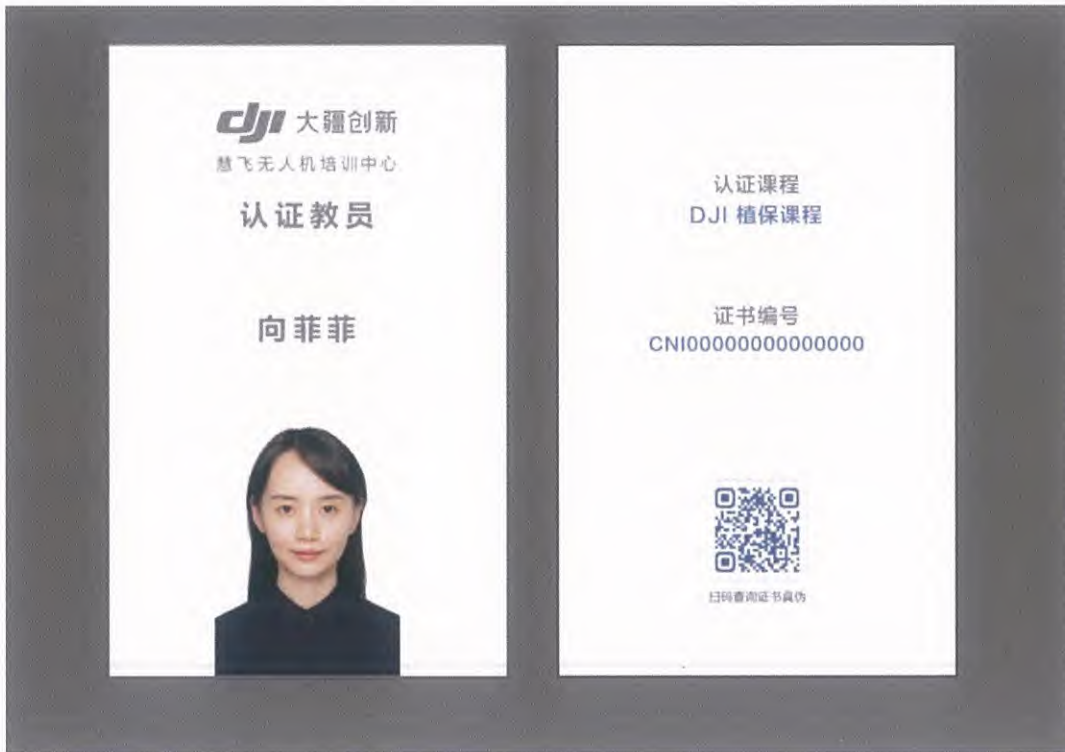 dji 大疆创新
慧飞无人机培训中心
认证教员
向菲菲
认证课程
DJI 植保课程
证书编号
CNI00000000000000
扫码查询证书真伪